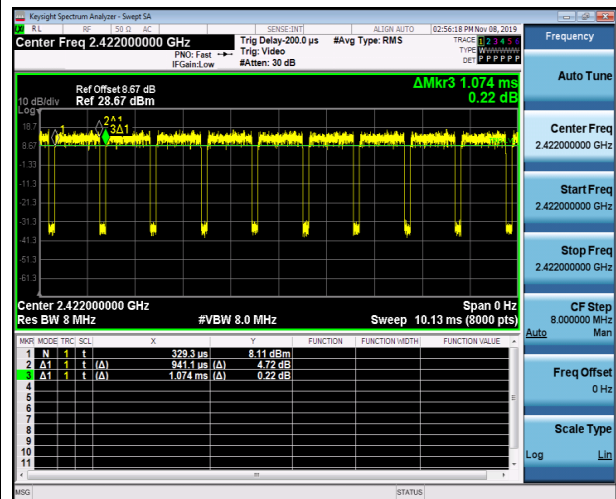 Keysight Spectrum Analyzer - Swept SA
LXI RL RF 50 Ω AC SENSE:INT ALIGN AUTO 02:56:18 PM Nov 08, 2019
Center Freq 2.422000000 GHz
PNO: Fast
IFGain:Low
Trig Delay-200.0 µs
Trig: Video
#Atten: 30 dB
#Avg Type: RMS
TRACE 1 2 3 4 5 6
TYPE WWWWWW
DET P P P P P P
Ref Offset 8.67 dB
10 dB/div Ref 28.67 dBm
ΔMkr3 1.074 ms
0.22 dB
Log
18.7
8.67
-1.33
-11.3
-21.3
-31.3
-41.3
-51.3
-61.3
1
2Δ1
3Δ1
Center 2.422000000 GHz Span 0 Hz
Res BW 8 MHz #VBW 8.0 MHz Sweep 10.13 ms (8000 pts)
MKR MODE TRC SCL X Y FUNCTION FUNCTION WIDTH FUNCTION VALUE
1 N 1 t 329.3 µs 8.11 dBm
2 Δ1 1 t (Δ) 941.1 µs (Δ) 4.72 dB
3 Δ1 1 t (Δ) 1.074 ms (Δ) 0.22 dB
4
5
6
7
8
9
10
11
MSG STATUS
Frequency
Auto Tune
Center Freq
2.422000000 GHz
Start Freq
2.422000000 GHz
Stop Freq
2.422000000 GHz
CF Step
8.000000 MHz
Auto Man
Freq Offset
0 Hz
Scale Type
Log Lin